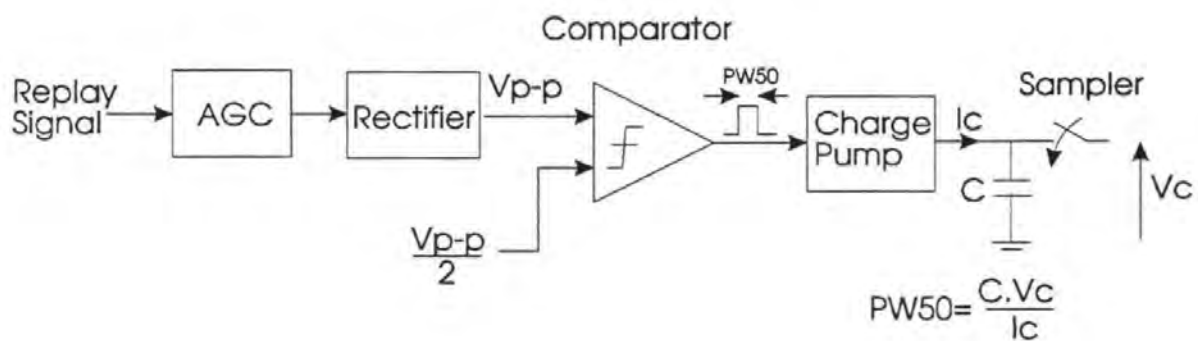 Comparator
Replay
Signal
AGC
Rectifier
Vp-p
PW50
Charge
Pump
Ic
Sampler
C
Vc
Vp-p
2
PW50= C.Vc
Ic